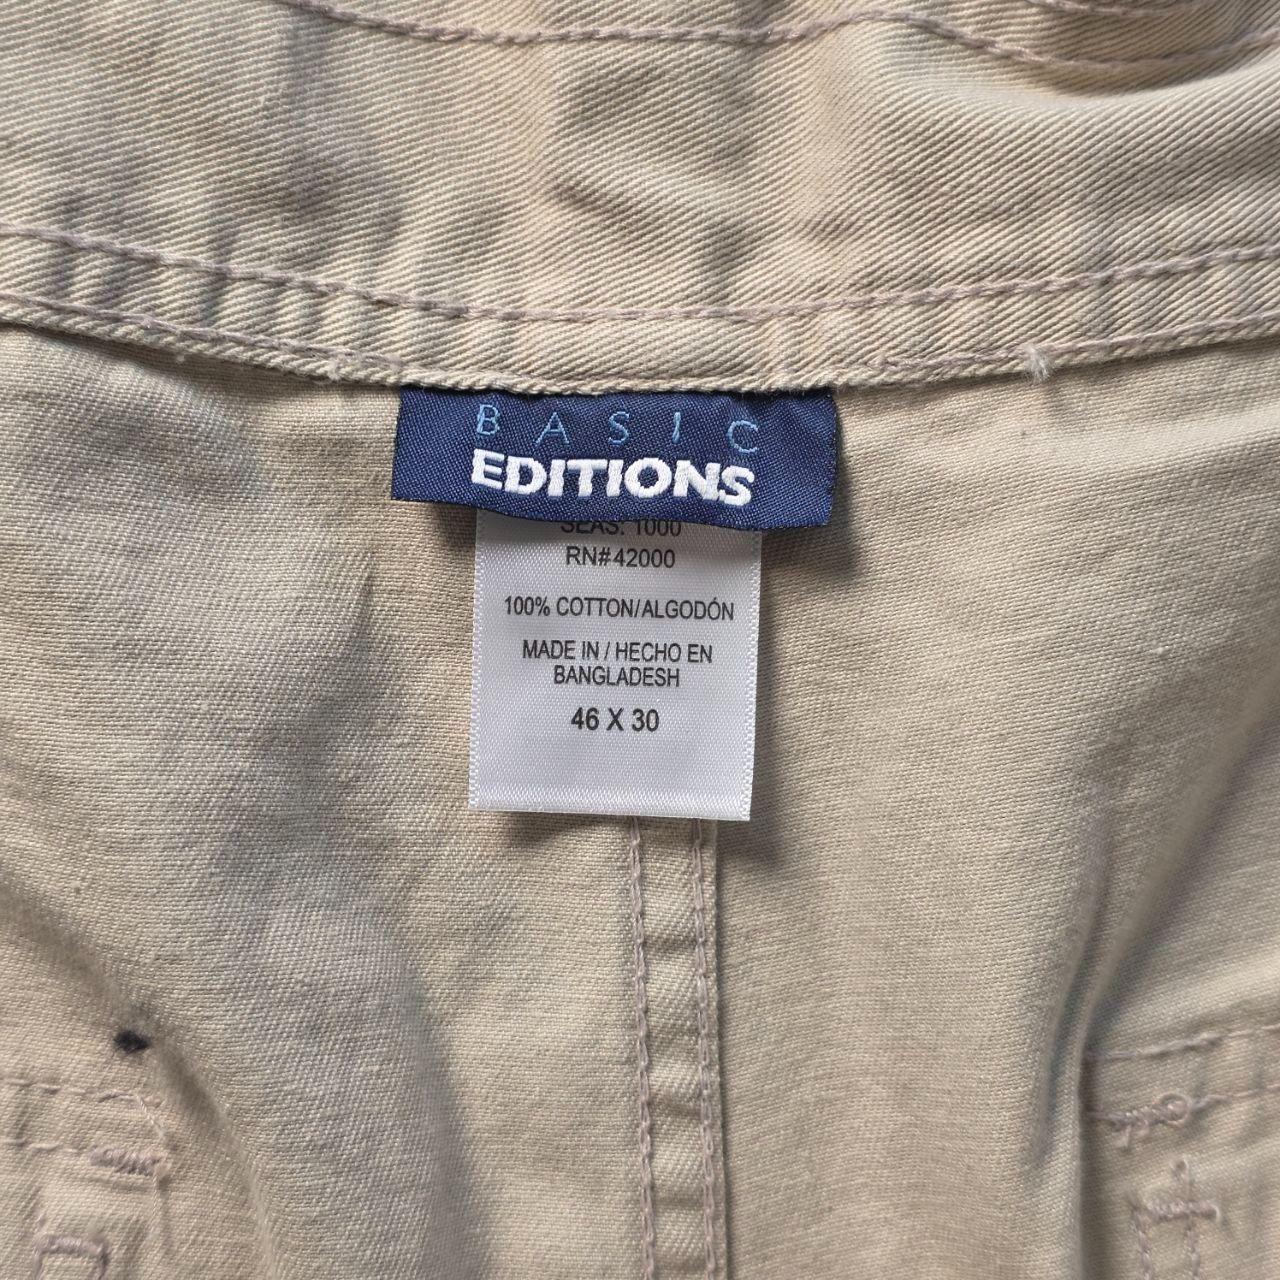 BASIC
EDITIONS
SEAS: 1000
RN#42000
100% COTTON/ALGODÓN
MADE IN / HECHO EN
BANGLADESH
46 X 30